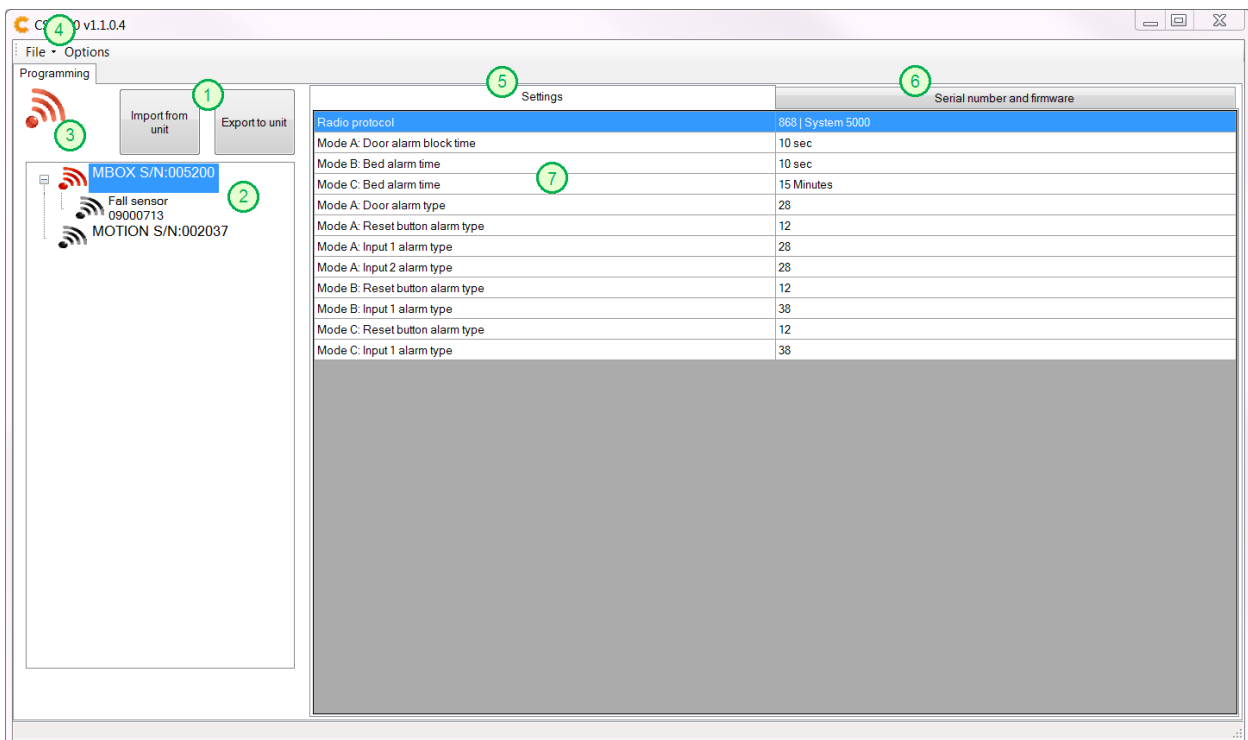 v1.1.0.4
4
File Options
Programming
1
5
6
Import from
unit
Export to unit
3
Settings
Serial number and firmware
MBOX S/N:005200
2
Fall sensor
09000713
MOTION S/N:002037
Radio protocol 868 | System 5000
Mode A: Door alarm block time 10 sec
Mode B: Bed alarm time 10 sec
7
Mode C: Bed alarm time 15 Minutes
Mode A: Door alarm type 28
Mode A: Reset button alarm type 12
Mode A: Input 1 alarm type 28
Mode A: Input 2 alarm type 28
Mode B: Reset button alarm type 12
Mode B: Input 1 alarm type 38
Mode C: Reset button alarm type 12
Mode C: Input 1 alarm type 38